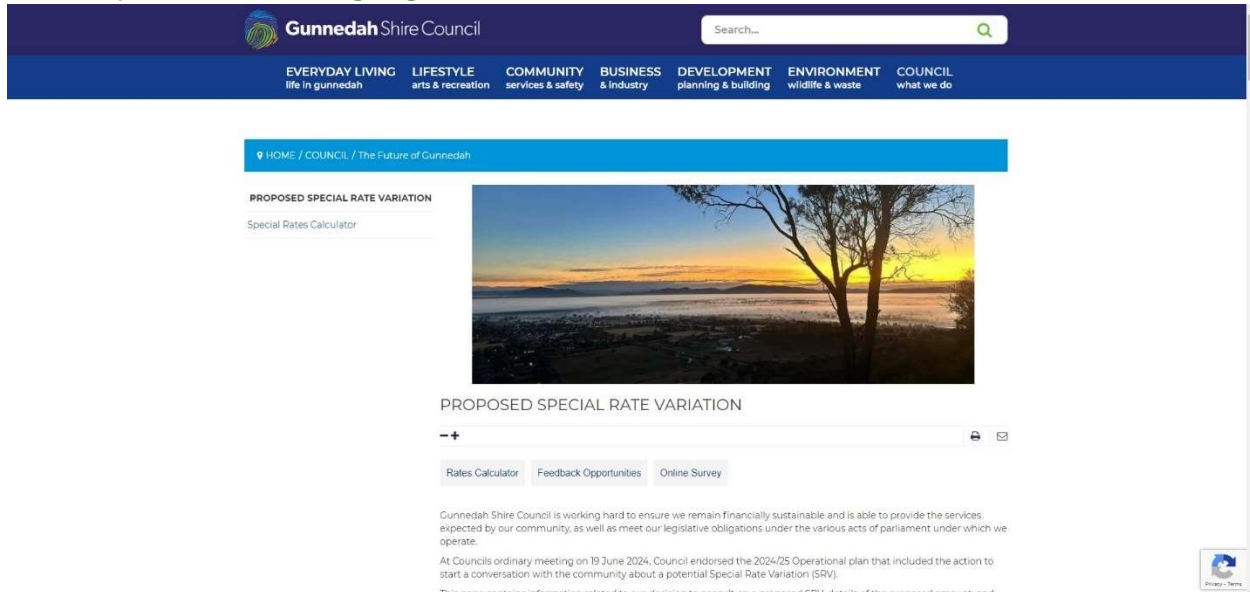 Gunnedah Shire Council
Search...
EVERYDAY LIVING
life in gunnedah
LIFESTYLE
arts & recreation
COMMUNITY
services & safety
BUSINESS
& industry
DEVELOPMENT
planning & building
ENVIRONMENT
wildlife & waste
COUNCIL
what we do
HOME / COUNCIL / The Future of Gunnedah
PROPOSED SPECIAL RATE VARIATION
Special Rates Calculator
PROPOSED SPECIAL RATE VARIATION
Rates Calculator
Feedback Opportunities
Online Survey
Gunnedah Shire Council is working hard to ensure we remain financially sustainable and is able to provide the services
expected by our community, as well as meet our legislative obligations under the various acts of parliament under which we
operate.
At Councils ordinary meeting on 19 June 2024, Council endorsed the 2024/25 Operational plan that included the action to
start a conversation with the community about a potential Special Rate Variation (SRV).
Privacy - Terms